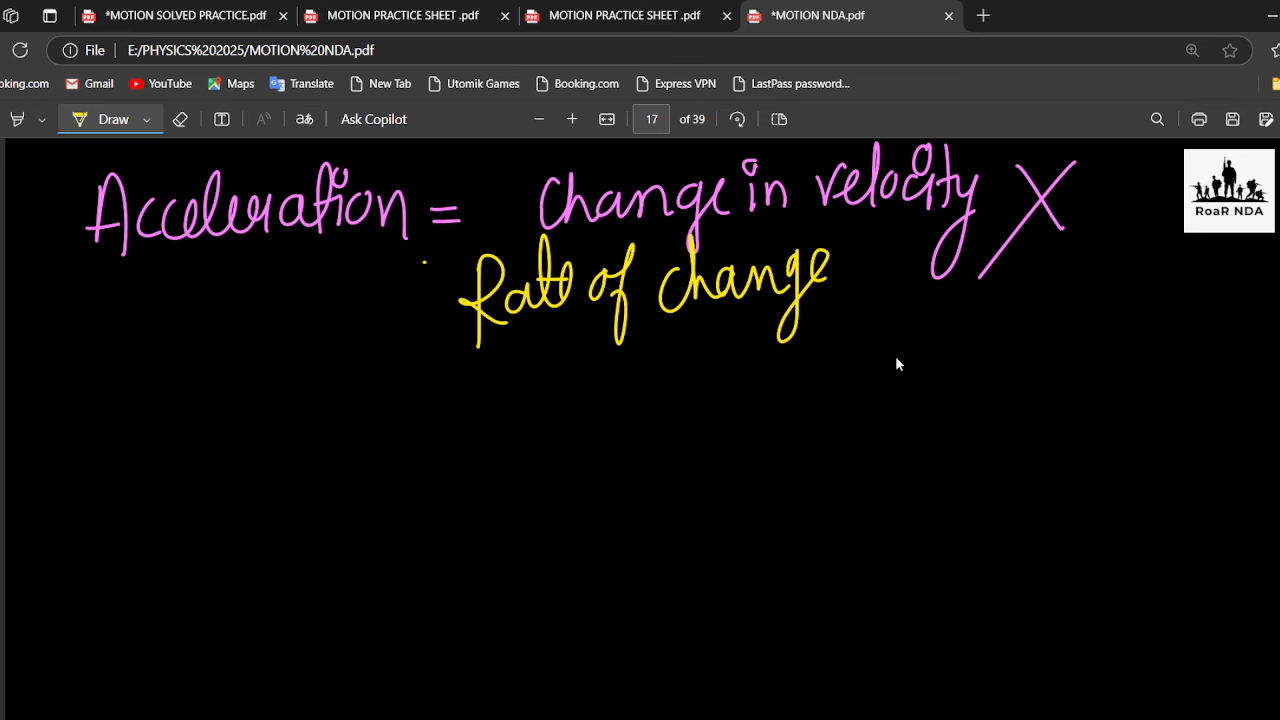 *MOTION SOLVED PRACTICE.pdf MOTION PRACTICE SHEET .pdf MOTION PRACTICE SHEET .pdf *MOTION NDA.pdf
File E:/PHYSICS%202025/MOTION%20NDA.pdf
oking.com Gmail YouTube Maps Translate New Tab Utomik Games Booking.com Express VPN LastPass password...
Draw aあ Ask Copilot 17 of 39
Acceleration = Change in velocity X
Rate of change
RoaR NDA